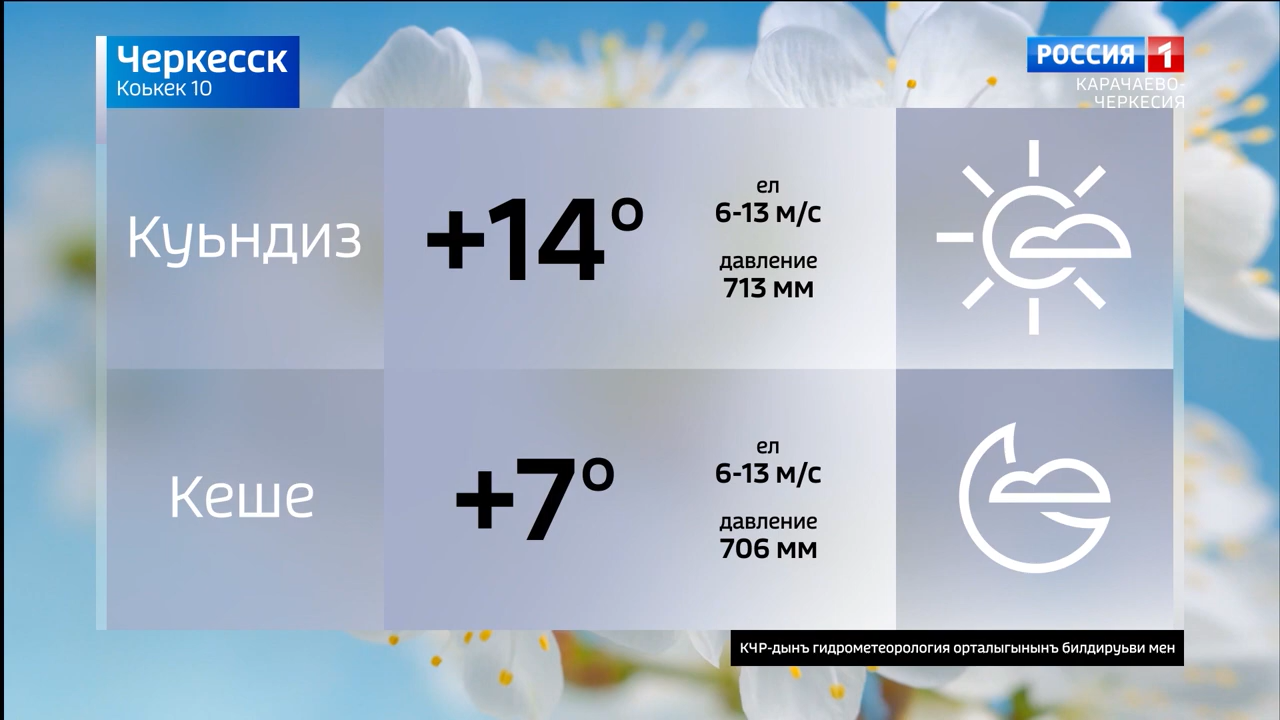 Черкесск
Коькек 10
РОССИЯ 1
КАРАЧАЕВО-
ЧЕРКЕСИЯ
Куьндиз
+14°
ел
6-13 м/с
давление
713 мм
Кеше
+7°
ел
6-13 м/с
давление
706 мм
КЧР-дынъ гидрометеорология орталыгынынъ билдируьви мен